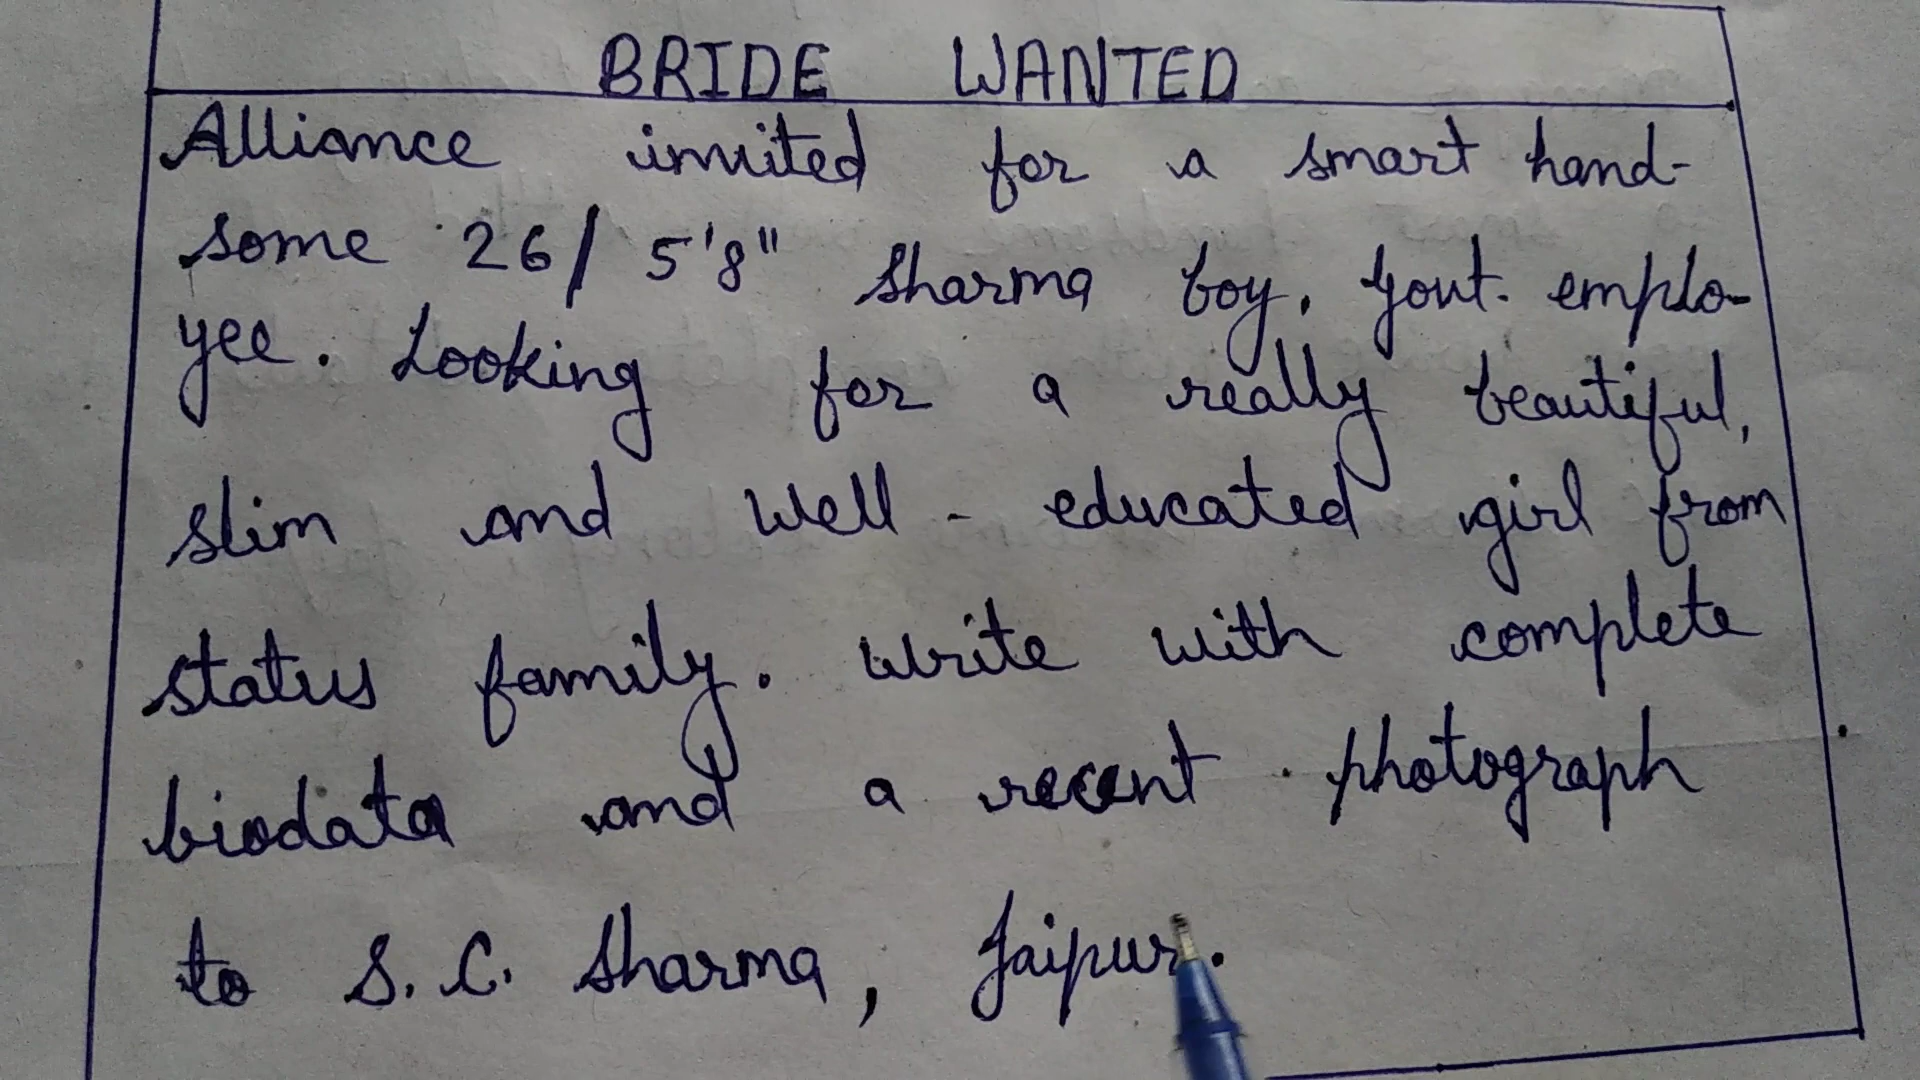 BRIDE WANTED
Alliance invited for a smart hand-
some 26/ 5'8" Sharma boy. Govt. emplo-
yee. Looking for a really beautiful,
slim and well-educated girl from
status family. Write with complete
biodata and a recent photograph
to S. C. Sharma, Jaipur.